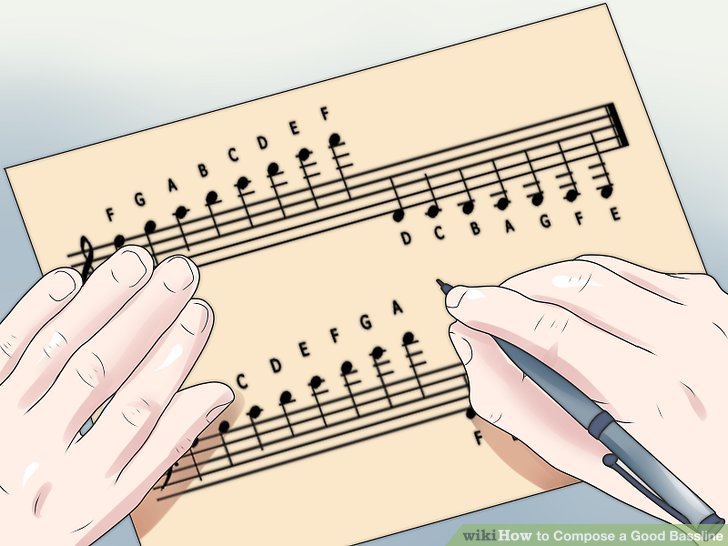 F G A B C D E F
D C B A G F E
C D E F G A
F
wikiHow to Compose a Good Bassline